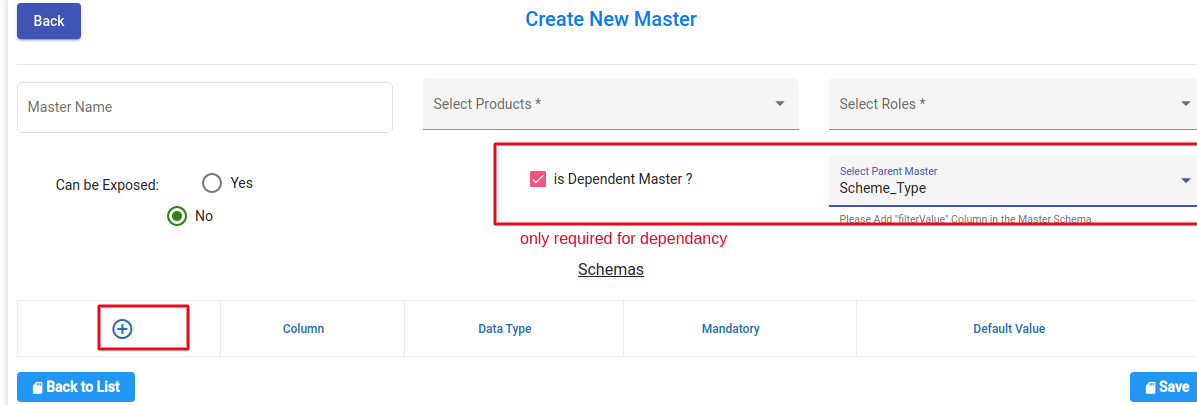 Back
Create New Master
Master Name
Select Products *
Select Roles *
Can be Exposed:
Yes
No
is Dependent Master ?
Select Parent Master
Scheme_Type
Please Add "filterValue" Column in the Master Schema
only required for dependancy
Schemas
Column
Data Type
Mandatory
Default Value
Back to List
Save